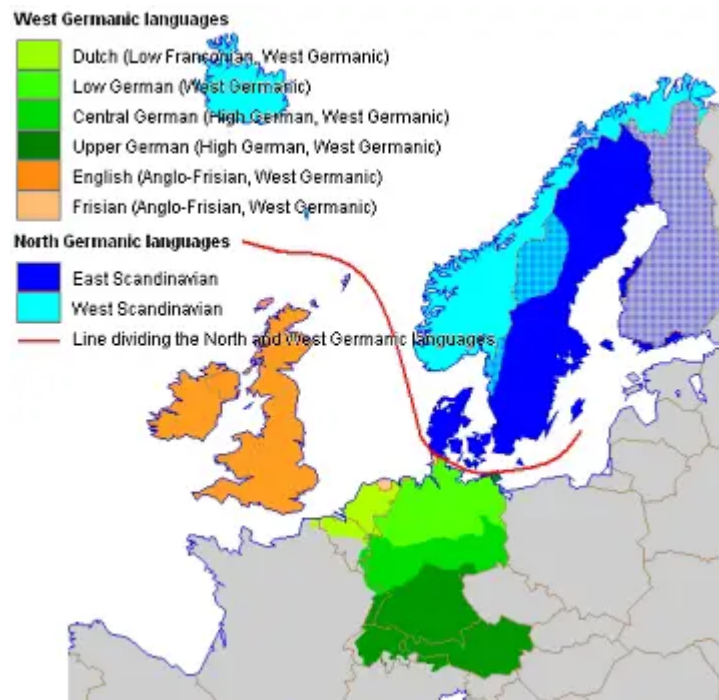 West Germanic languages
Dutch (Low Franconian, West Germanic)
Low German (West Germanic)
Central German (High German, West Germanic)
Upper German (High German, West Germanic)
English (Anglo-Frisian, West Germanic)
Frisian (Anglo-Frisian, West Germanic)
North Germanic languages
East Scandinavian
West Scandinavian
Line dividing the North and West Germanic languages